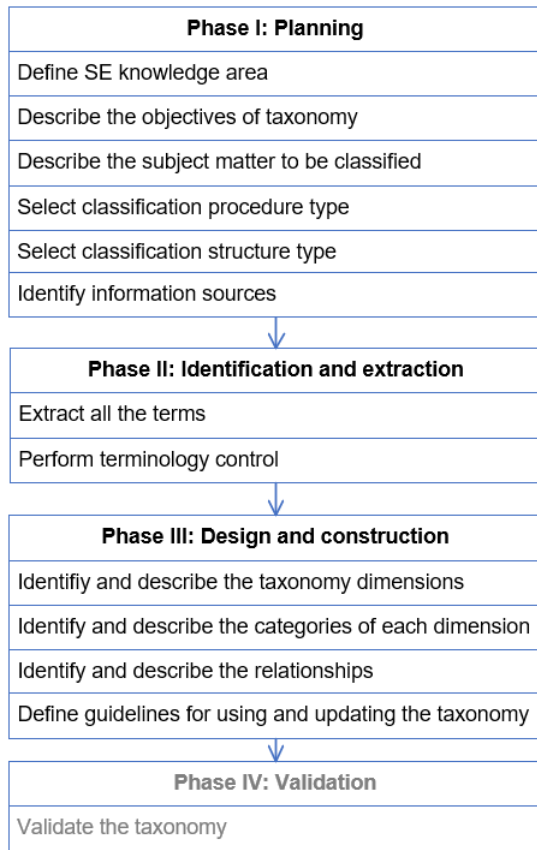 Phase I: Planning
Define SE knowledge area
Describe the objectives of taxonomy
Describe the subject matter to be classified
Select classification procedure type
Select classification structure type
Identify information sources
Phase II: Identification and extraction
Extract all the terms
Perform terminology control
Phase III: Design and construction
Identifiy and describe the taxonomy dimensions
Identify and describe the categories of each dimension
Identify and describe the relationships
Define guidelines for using and updating the taxonomy
Phase IV: Validation
Validate the taxonomy